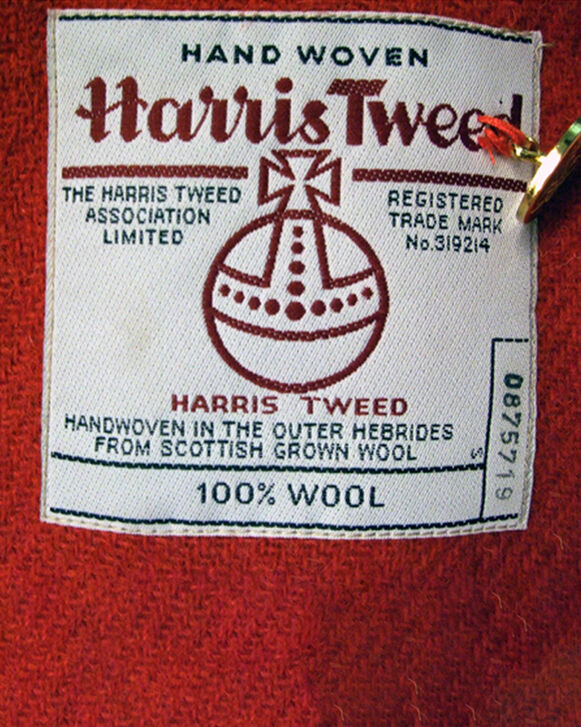 HAND WOVEN
Harris Tweed
THE HARRIS TWEED
ASSOCIATION
LIMITED
REGISTERED
TRADE MARK
No.319214
HARRIS TWEED
HANDWOVEN IN THE OUTER HEBRIDES
FROM SCOTTISH GROWN WOOL
100% WOOL
0875719